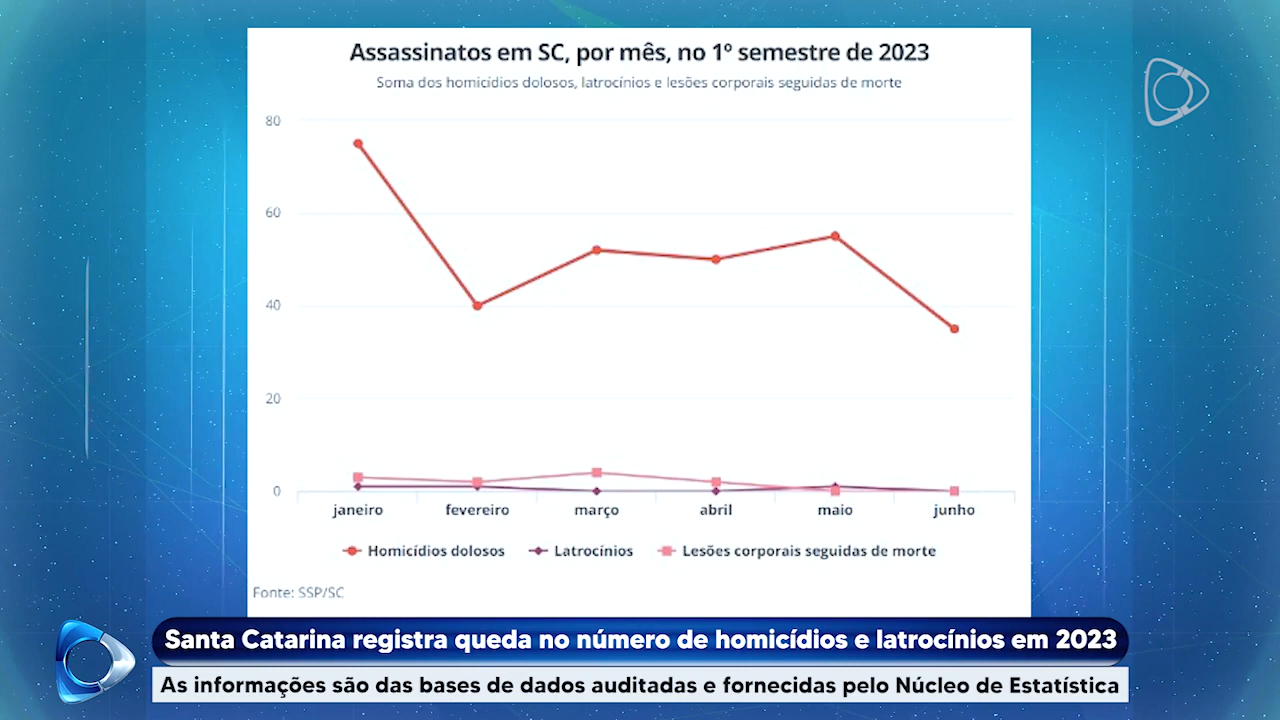 Assassinatos em SC, por mês, no 1º semestre de 2023
Soma dos homicídios dolosos, latrocínios e lesões corporais seguidas de morte
80
60
40
20
0
janeiro fevereiro março abril maio junho
Homicídios dolosos Latrocínios Lesões corporais seguidas de morte
Fonte: SSP/SC
Santa Catarina registra queda no número de homicídios e latrocínios em 2023
As informações são das bases de dados auditadas e fornecidas pelo Núcleo de Estatística